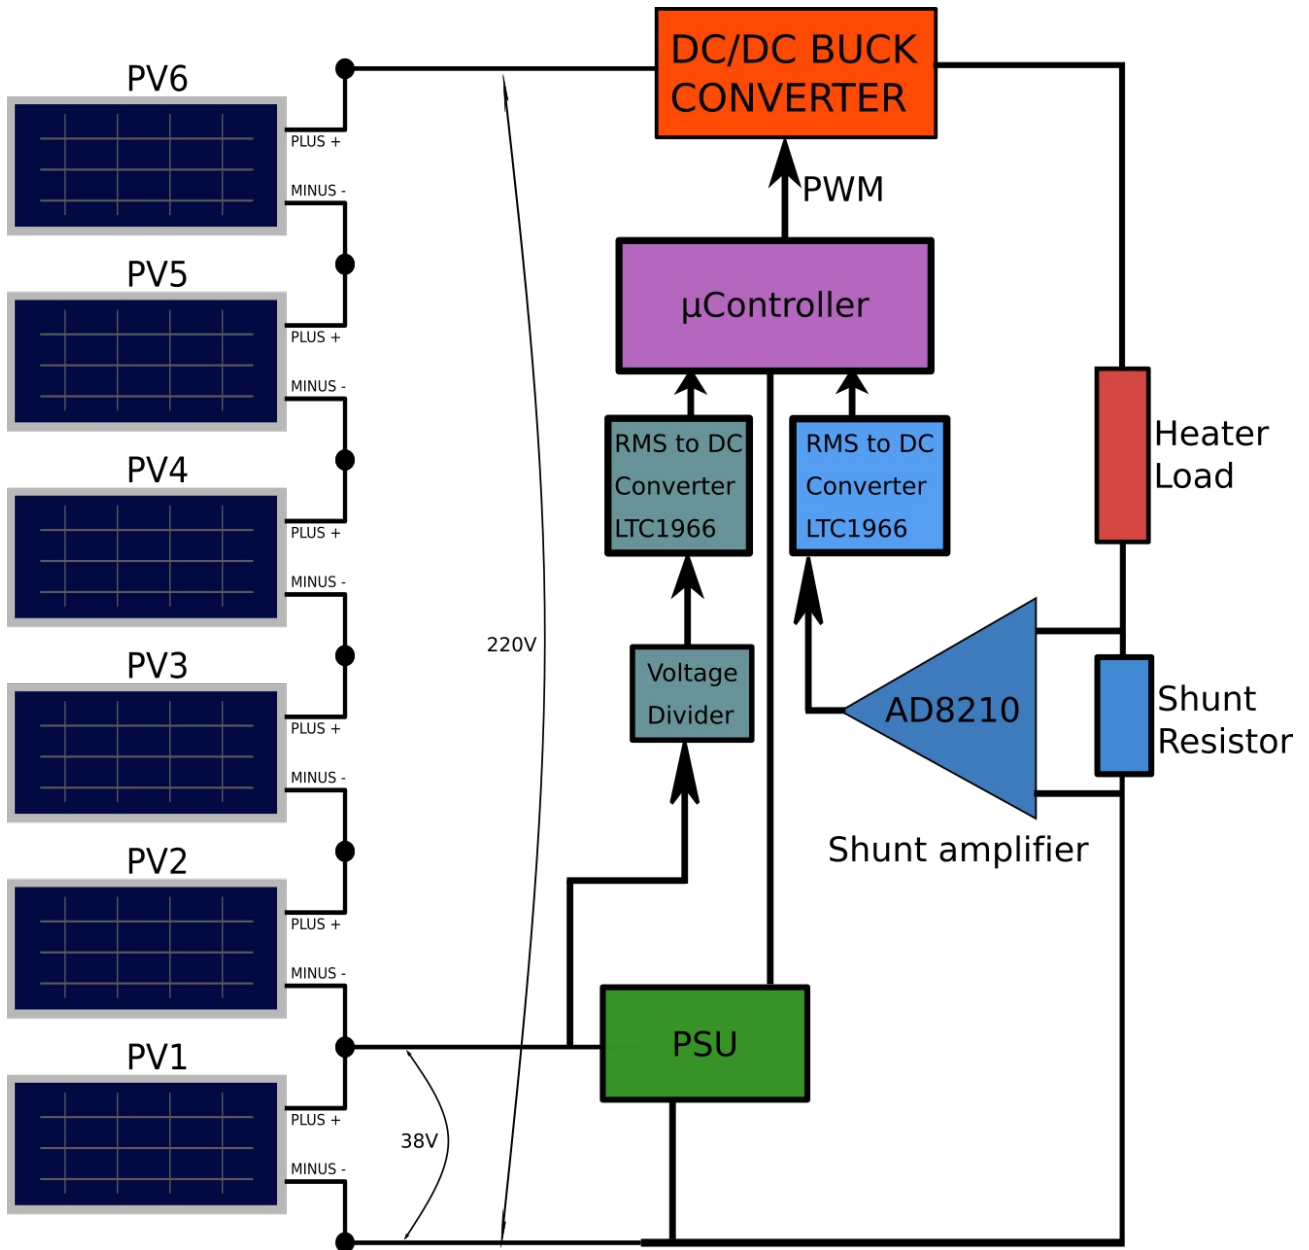 PV6
PLUS +
MINUS -
PV5
PLUS +
MINUS -
PV4
PLUS +
MINUS -
PV3
PLUS +
MINUS -
PV2
PLUS +
MINUS -
PV1
PLUS +
MINUS -
220V
38V
DC/DC BUCK
CONVERTER
PWM
μController
RMS to DC
Converter
LTC1966
RMS to DC
Converter
LTC1966
Voltage
Divider
PSU
AD8210
Shunt amplifier
Heater
Load
Shunt
Resistor